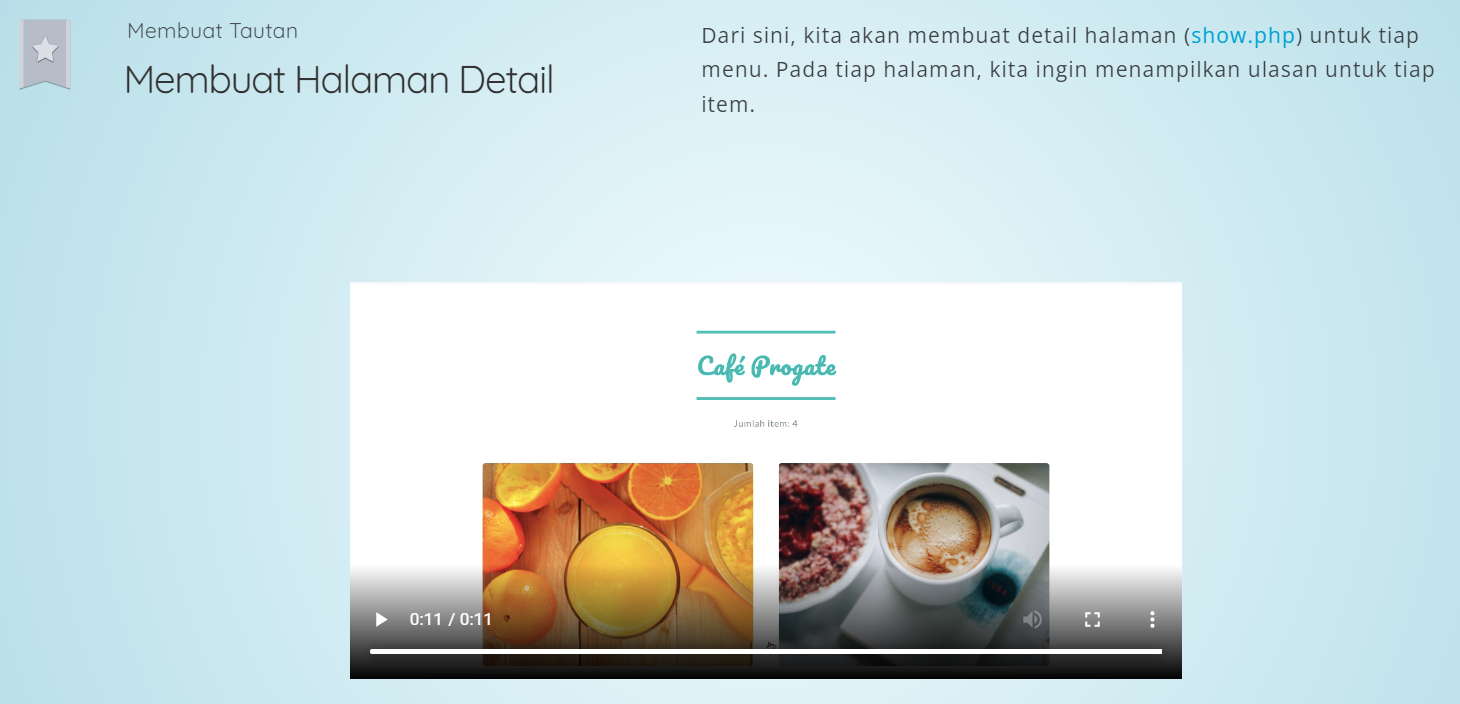 Membuat Tautan
Membuat Halaman Detail
Dari sini, kita akan membuat detail halaman (show.php) untuk tiap
menu. Pada tiap halaman, kita ingin menampilkan ulasan untuk tiap
item.
Café Progate
Jumlah item: 4
0:11 / 0:11